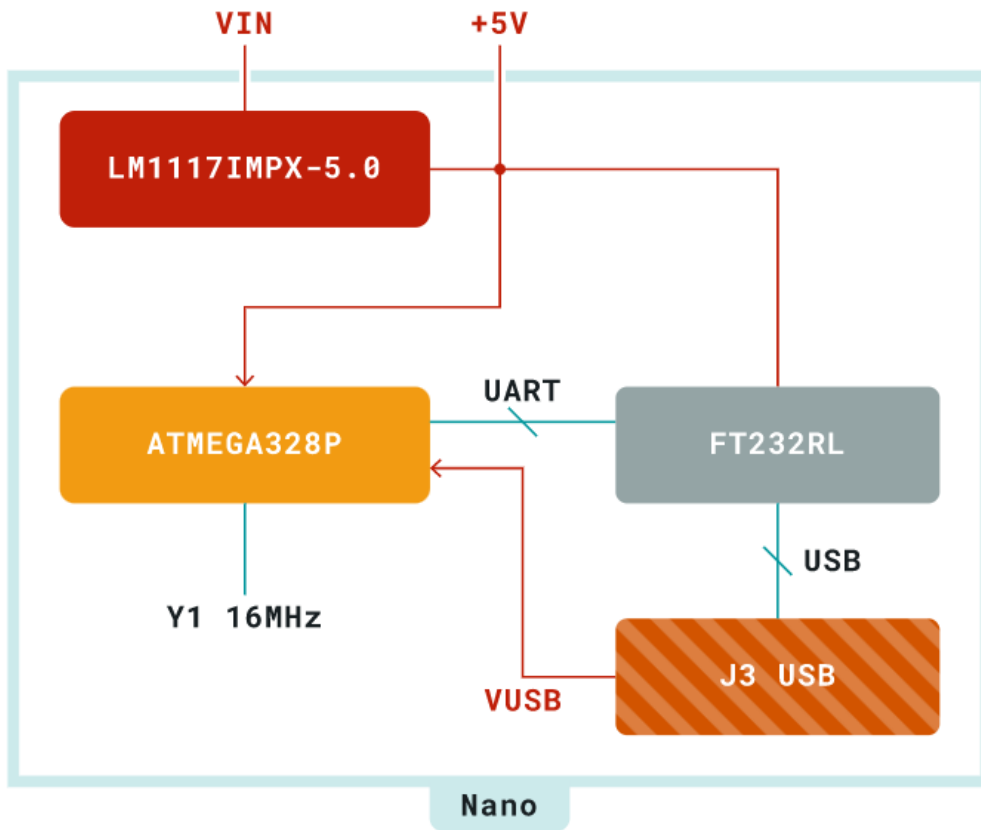 VIN
+5V
LM1117IMPX-5.0
UART
ATMEGA328P
FT232RL
USB
Y1 16MHz
J3 USB
VUSB
Nano